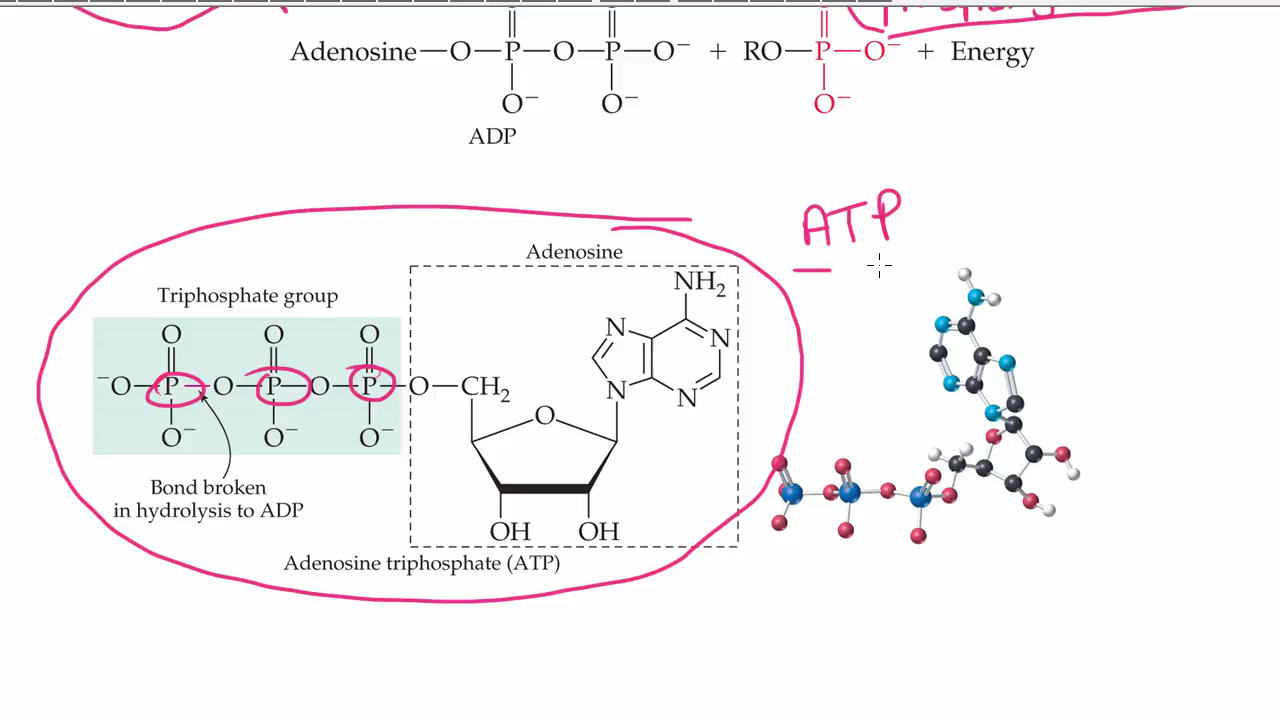 Adenosine—O—P—O—P—O⁻ + RO—P—O⁻ + Energy
O⁻ O⁻ O⁻
ADP
ATP
Adenosine
Triphosphate group
NH₂
O O O
N N
⁻O—P—O—P—O—P—O—CH₂ N N
O
O⁻ O⁻ O⁻
Bond broken
in hydrolysis to ADP
OH OH
Adenosine triphosphate (ATP)